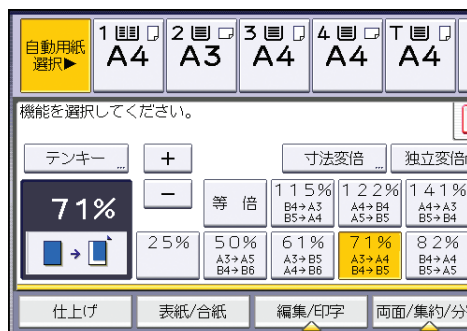 自動用紙
選択▶
1
A4
2
A3
3
A4
4
A4
T
A4
機能を選択してください。
テンキー
+
寸法変倍
独立変倍
71%
−
等 倍
115%
B4→A3
B5→A4
122%
A4→B4
A5→B5
141%
A4→A3
B5→B4
25%
50%
A3→A5
B4→B6
61%
A3→B5
A4→B6
71%
A3→A4
B4→B5
82%
B4→A4
B5→A5
仕上げ
表紙/合紙
編集/印字
両面/集約/分